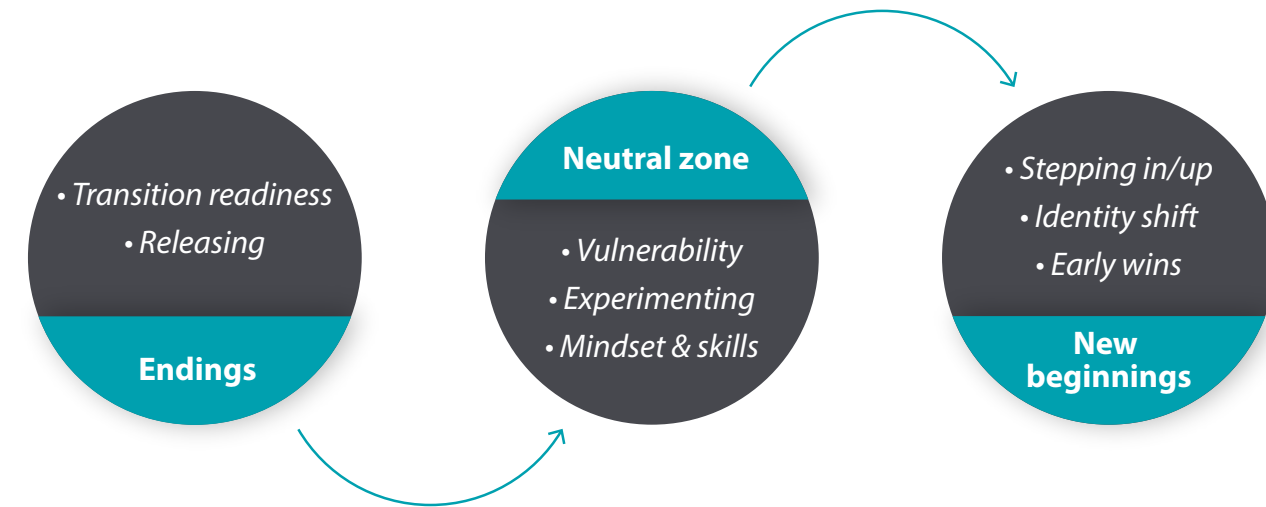 • Transition readiness
• Releasing
Endings
Neutral zone
• Vulnerability
• Experimenting
• Mindset & skills
• Stepping in/up
• Identity shift
• Early wins
New
beginnings